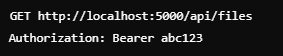 GET http://localhost:5000/api/files
Authorization: Bearer abc123